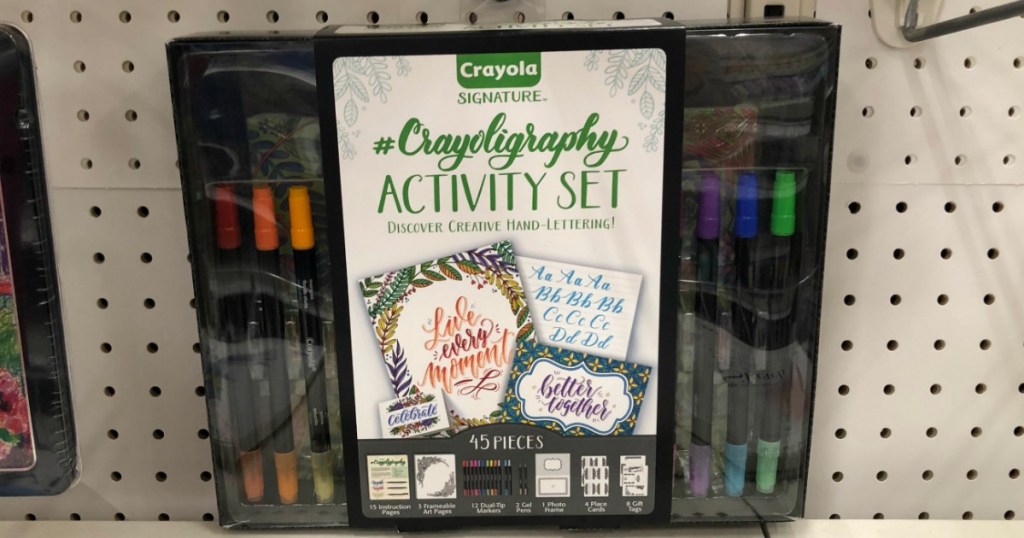 Crayola
SIGNATURE™
#Crayoligraphy
ACTIVITY SET
DISCOVER CREATIVE HAND-LETTERING!
Live
every
moment
Aa Aa Aa
Bb Bb Bb
Cc Cc Cc
Dd Dd
better
together
celebrate
45 PIECES
15 Instruction Pages
3 Frameable Art Pages
12 Dual-Tip Markers
2 Gel Pens
1 Photo Frame
4 Place Cards
8 Gift Tags